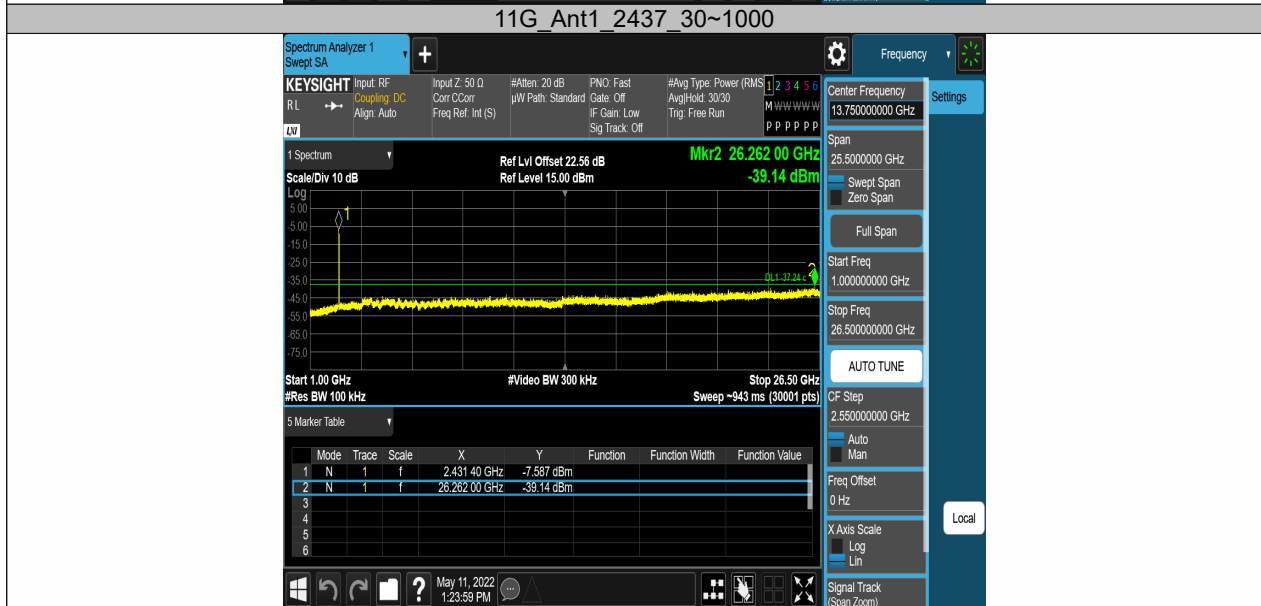 11G_Ant1_2437_30~1000
Spectrum Analyzer 1
Swept SA
+
Frequency
KEYSIGHT
RL
LXI
Input: RF
Coupling: DC
Align: Auto
Input Z: 50 Ω
Corr CCorr
Freq Ref: Int (S)
#Atten: 20 dB
µW Path: Standard
PNO: Fast
Gate: Off
IF Gain: Low
Sig Track: Off
#Avg Type: Power (RMS
Avg|Hold: 30/30
Trig: Free Run
1 2 3 4 5 6
M W W W W W
P P P P P P
1 Spectrum
Scale/Div 10 dB
Ref Lvl Offset 22.56 dB
Ref Level 15.00 dBm
Mkr2 26.262 00 GHz
-39.14 dBm
Log
5.00
-5.00
-15.0
-25.0
-35.0
-45.0
-55.0
-65.0
-75.0
1
2
DL1 -37.24 c
Start 1.00 GHz
#Video BW 300 kHz
Stop 26.50 GHz
#Res BW 100 kHz
Sweep ~943 ms (30001 pts)
5 Marker Table
Mode Trace Scale X Y Function Function Width Function Value
1 N 1 f 2.431 40 GHz -7.587 dBm
2 N 1 f 26.262 00 GHz -39.14 dBm
3
4
5
6
May 11, 2022
1:23:59 PM
?
Center Frequency
13.750000000 GHz
Settings
Span
25.5000000 GHz
Swept Span
Zero Span
Full Span
Start Freq
1.000000000 GHz
Stop Freq
26.500000000 GHz
AUTO TUNE
CF Step
2.550000000 GHz
Auto
Man
Freq Offset
0 Hz
Local
X Axis Scale
Log
Lin
Signal Track
(Span Zoom)